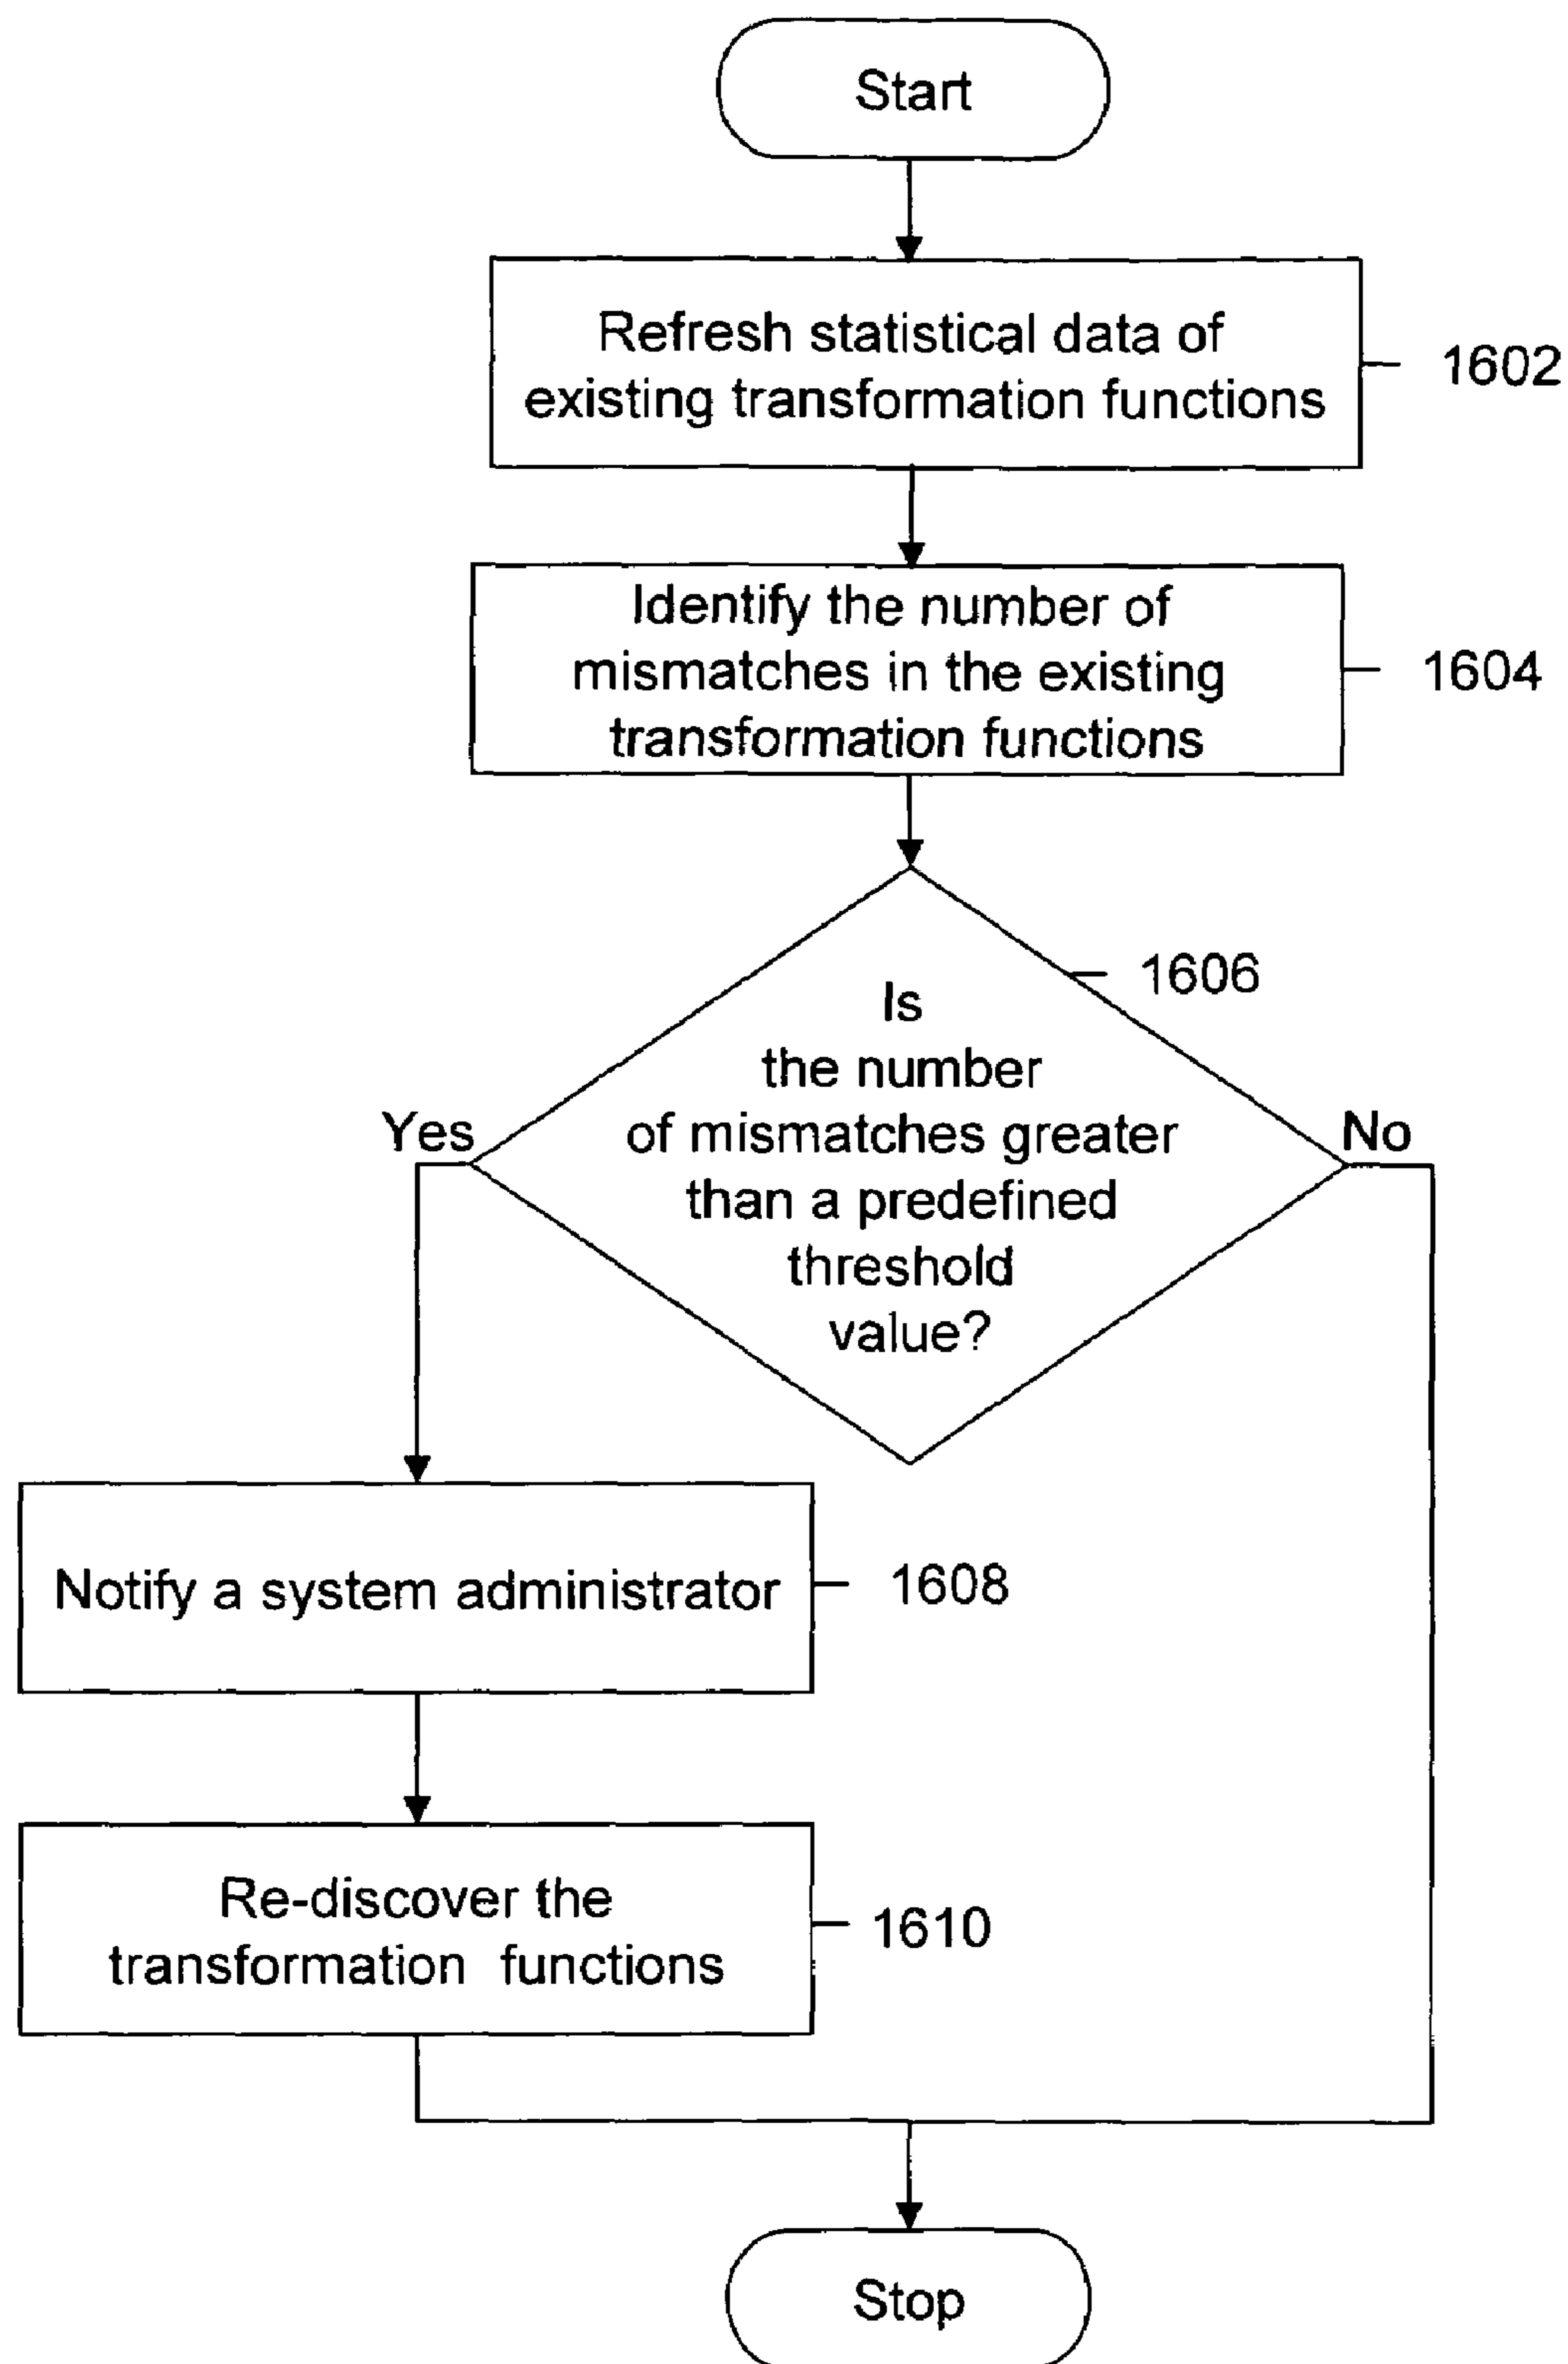 Start
Refresh statistical data of
existing transformation functions
1602
Identify the number of
mismatches in the existing
transformation functions
1604
1606
Is
the number
of mismatches greater
than a predefined
threshold
value?
Yes
No
Notify a system administrator
1608
Re-discover the
transformation functions
1610
Stop